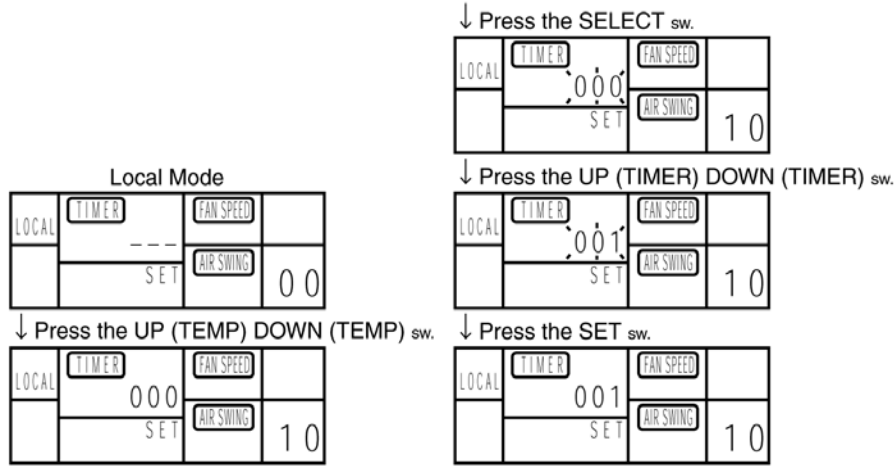 Local Mode
TIMER FAN SPEED
LOCAL
---
SET AIR SWING 00
↓ Press the UP (TEMP) DOWN (TEMP) sw.
TIMER FAN SPEED
LOCAL
000
SET AIR SWING 10
↓ Press the SELECT sw.
TIMER FAN SPEED
LOCAL
000
SET AIR SWING 10
↓ Press the UP (TIMER) DOWN (TIMER) sw.
TIMER FAN SPEED
LOCAL
001
SET AIR SWING 10
↓ Press the SET sw.
TIMER FAN SPEED
LOCAL
001
SET AIR SWING 10